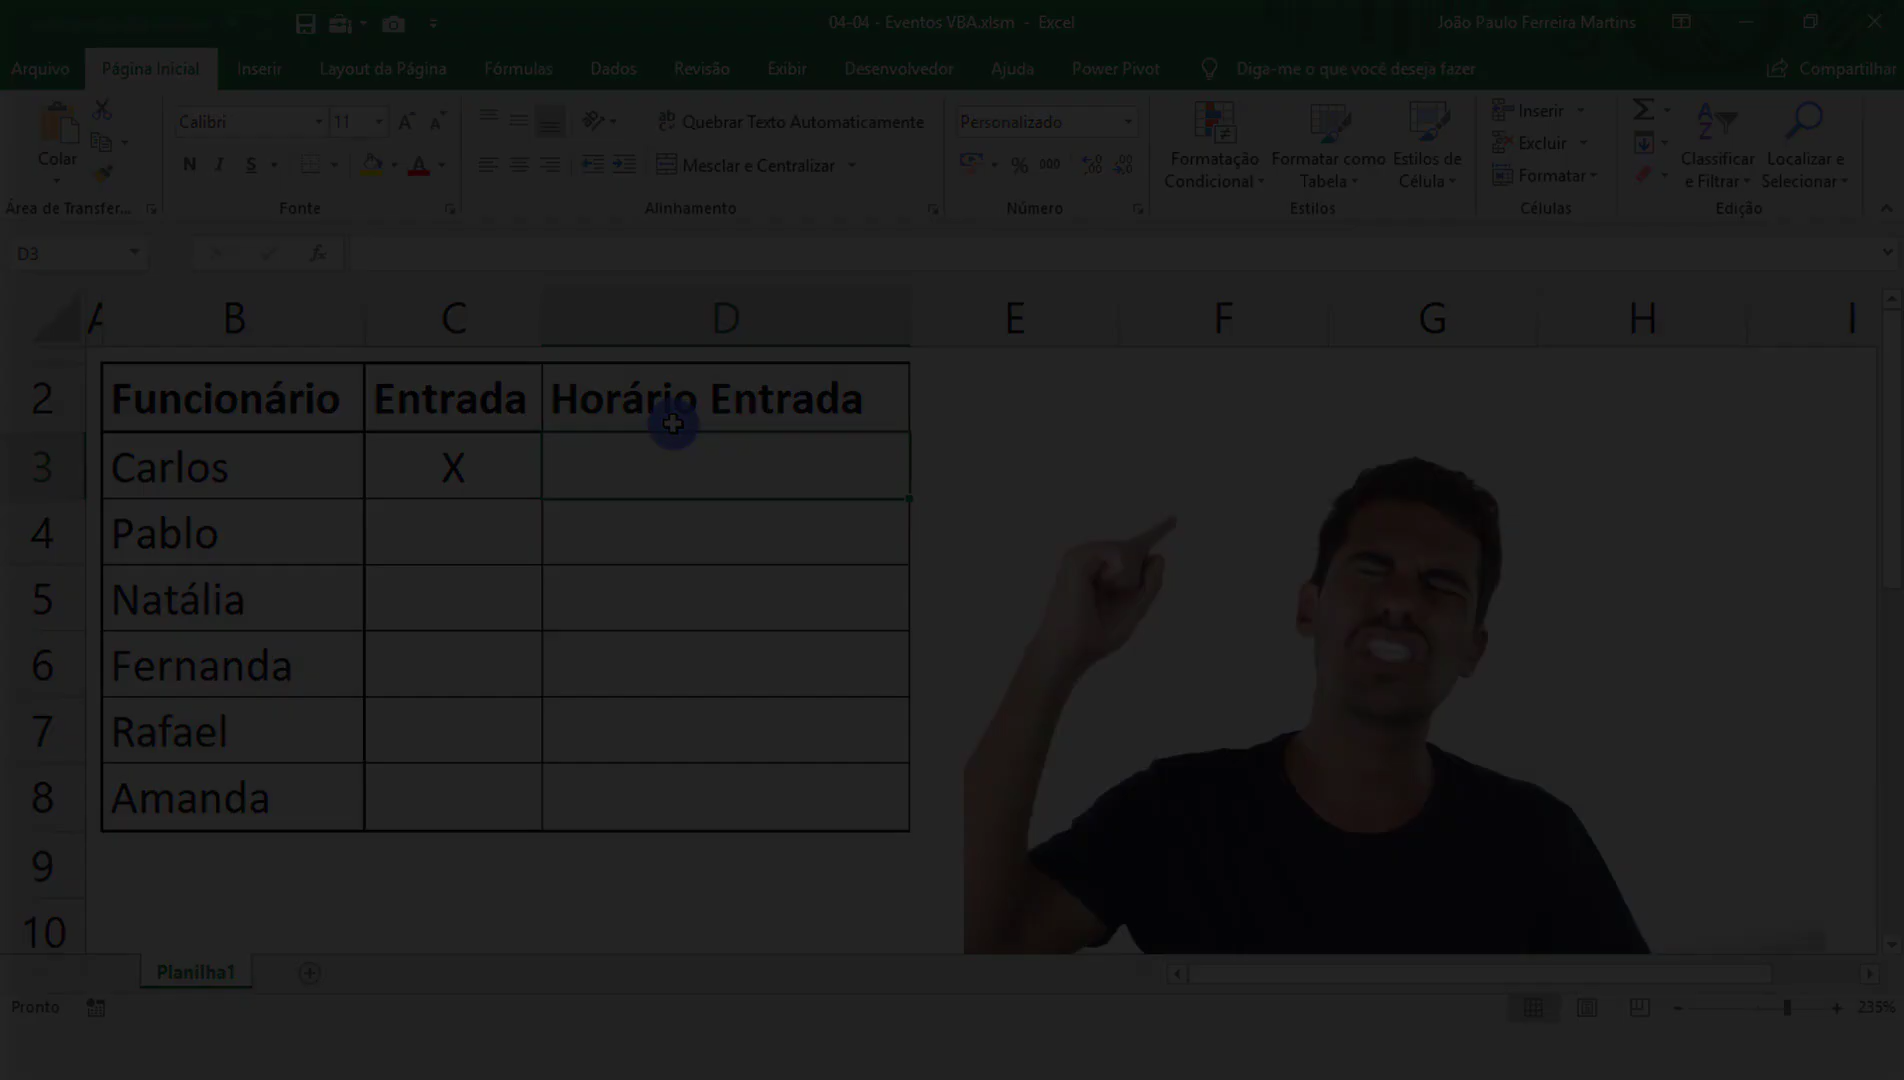 04-04 - Eventos VBA.xlsm - Excel
João Paulo Ferreira Martins
Arquivo Página Inicial Inserir Layout da Página Fórmulas Dados Revisão Exibir Desenvolvedor Ajuda Power Pivot Diga-me o que você deseja fazer Compartilhar
Colar
Calibri 11
N I S
Quebrar Texto Automaticamente
Mesclar e Centralizar
Personalizado
% 000
Formatação Condicional
Formatar como Tabela
Estilos de Célula
Inserir
Excluir
Formatar
Classificar e Filtrar
Localizar e Selecionar
Área de Transfer... Fonte Alinhamento Número Estilos Células Edição
D3 fx
A B C D E F G H I
2 Funcionário Entrada Horário Entrada
3 Carlos X
4 Pablo
5 Natália
6 Fernanda
7 Rafael
8 Amanda
9
10
Planilha1
Pronto 235%